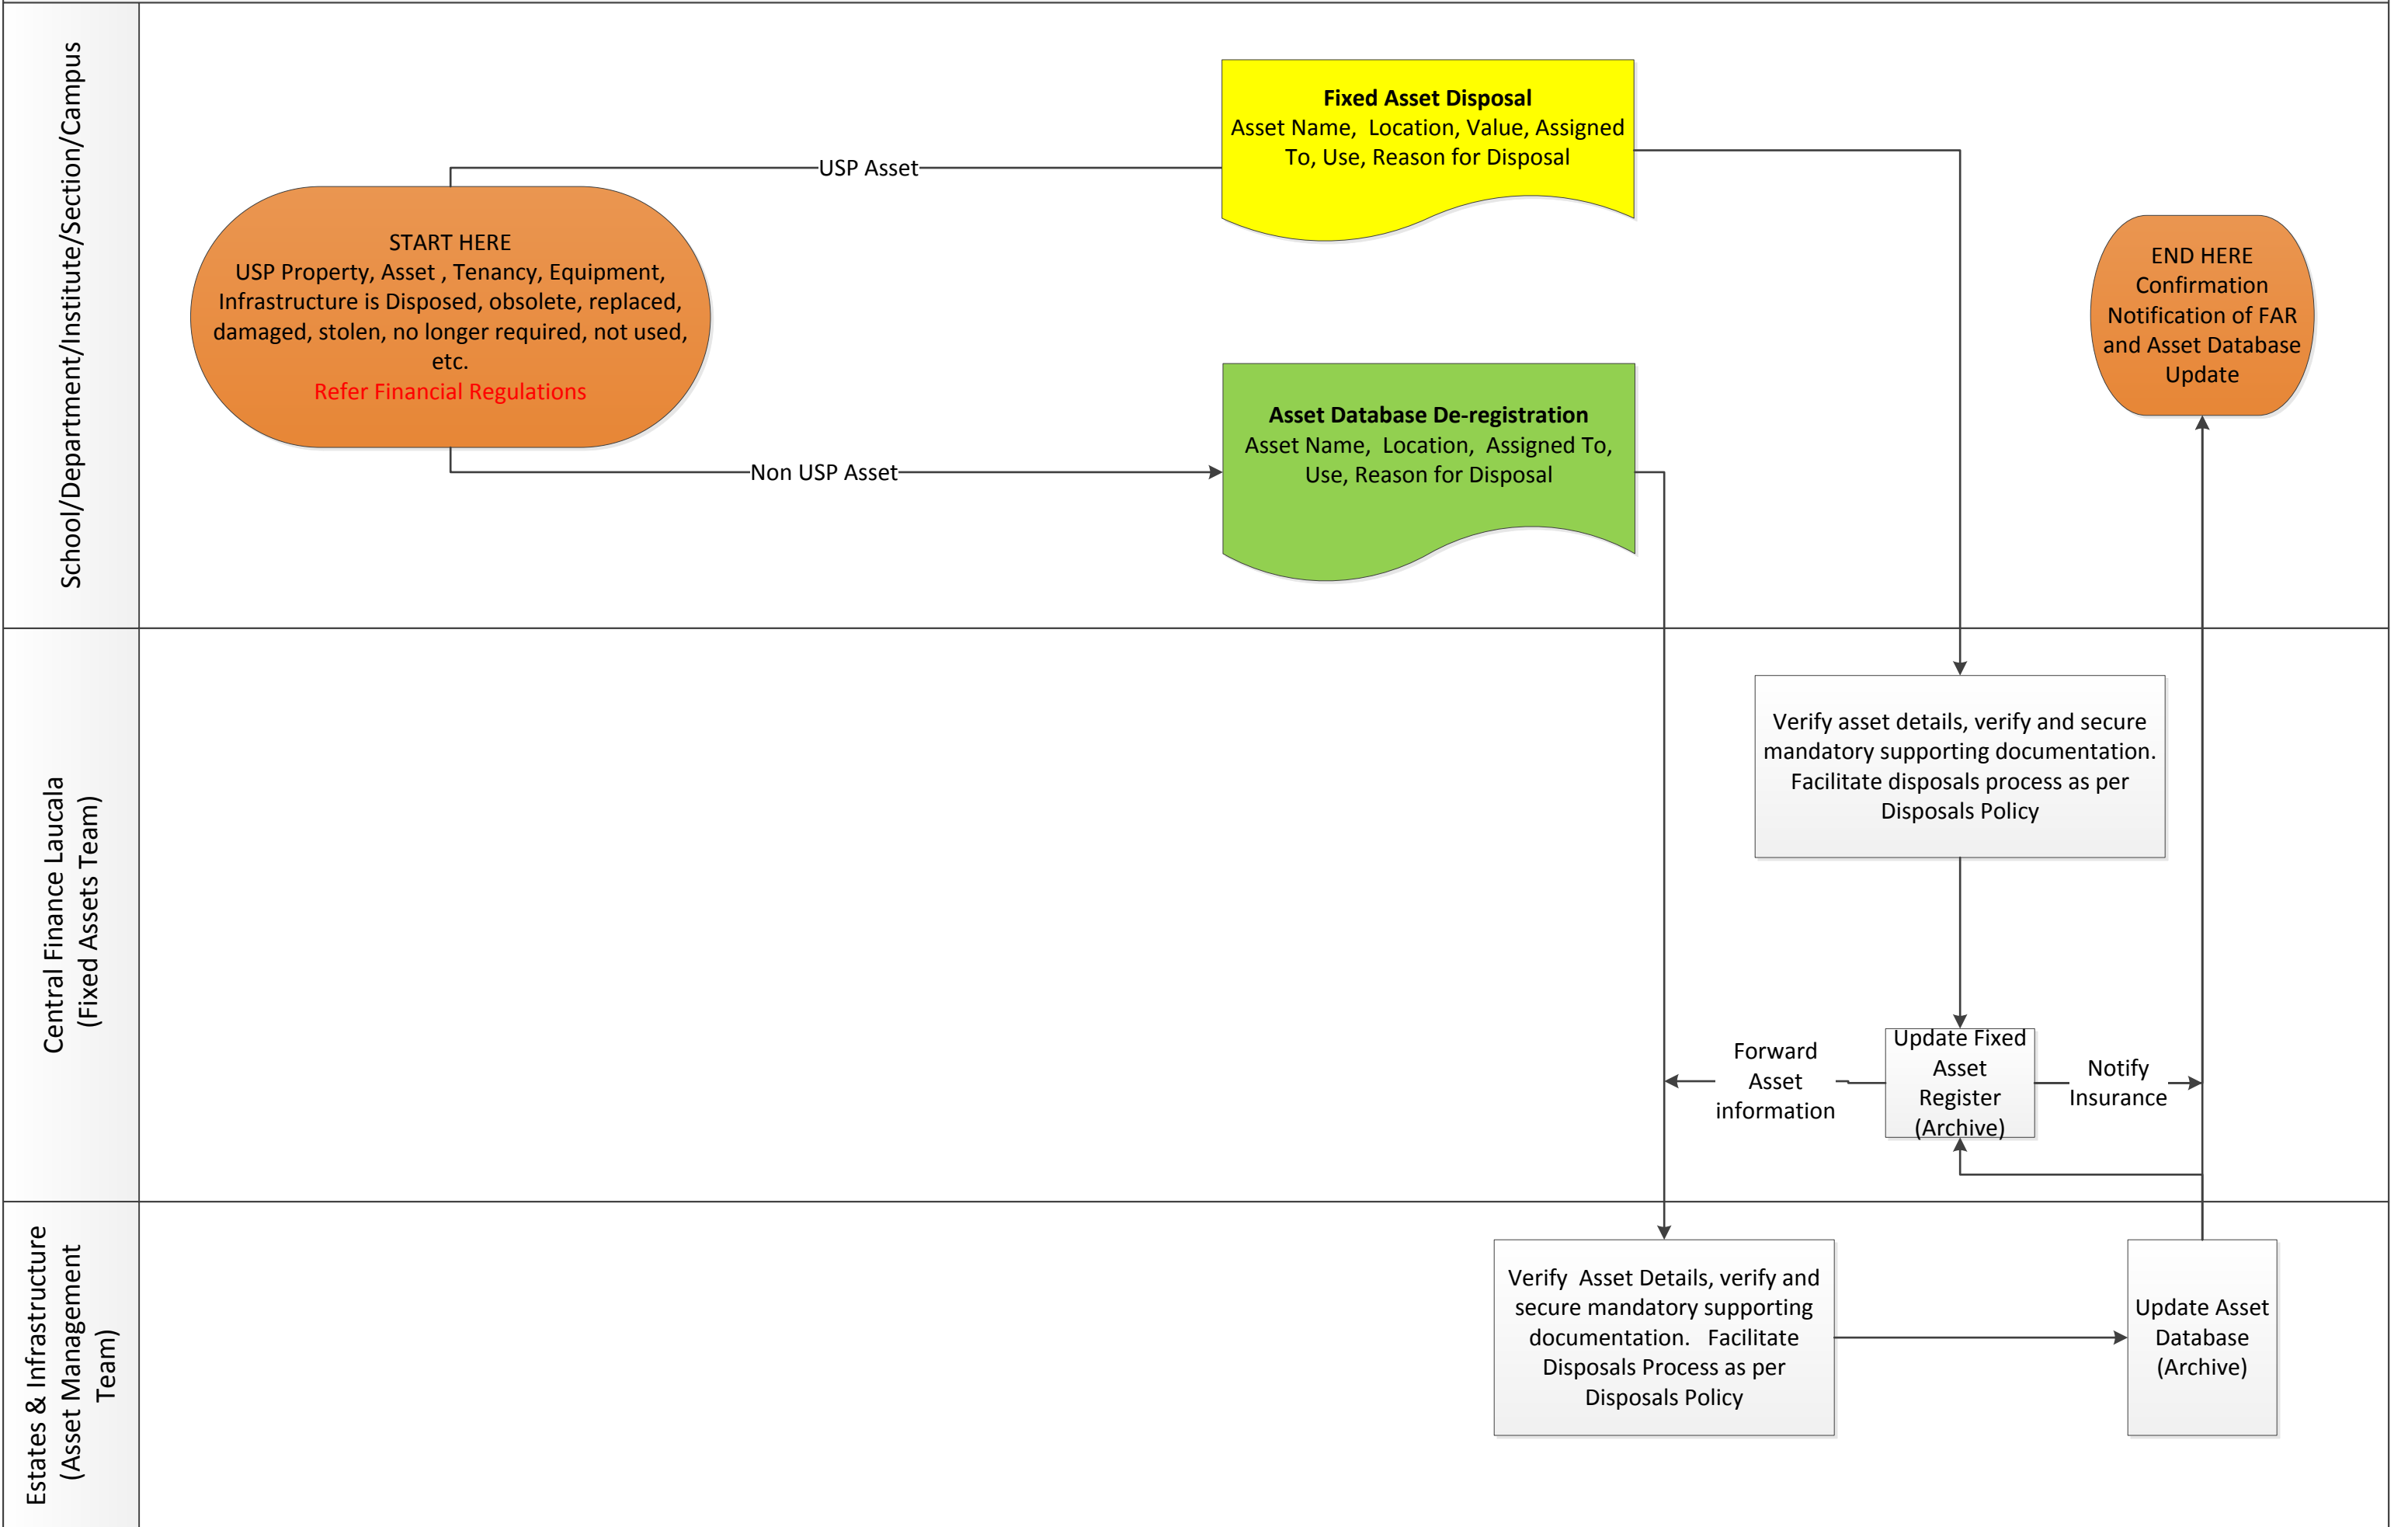 School/Department/Institute/Section/Campus
START HERE
USP Property, Asset , Tenancy, Equipment,
Infrastructure is Disposed, obsolete, replaced,
damaged, stolen, no longer required, not used,
etc.
Refer Financial Regulations
USP Asset
Non USP Asset
Fixed Asset Disposal
Asset Name, Location, Value, Assigned
To, Use, Reason for Disposal
Asset Database De-registration
Asset Name, Location, Assigned To,
Use, Reason for Disposal
END HERE
Confirmation
Notification of FAR
and Asset Database
Update
Central Finance Laucala
(Fixed Assets Team)
Verify asset details, verify and secure
mandatory supporting documentation.
Facilitate disposals process as per
Disposals Policy
Forward
Asset
information
Update Fixed
Asset
Register
(Archive)
Notify
Insurance
Estates & Infrastructure
(Asset Management
Team)
Verify Asset Details, verify and
secure mandatory supporting
documentation. Facilitate
Disposals Process as per
Disposals Policy
Update Asset
Database
(Archive)